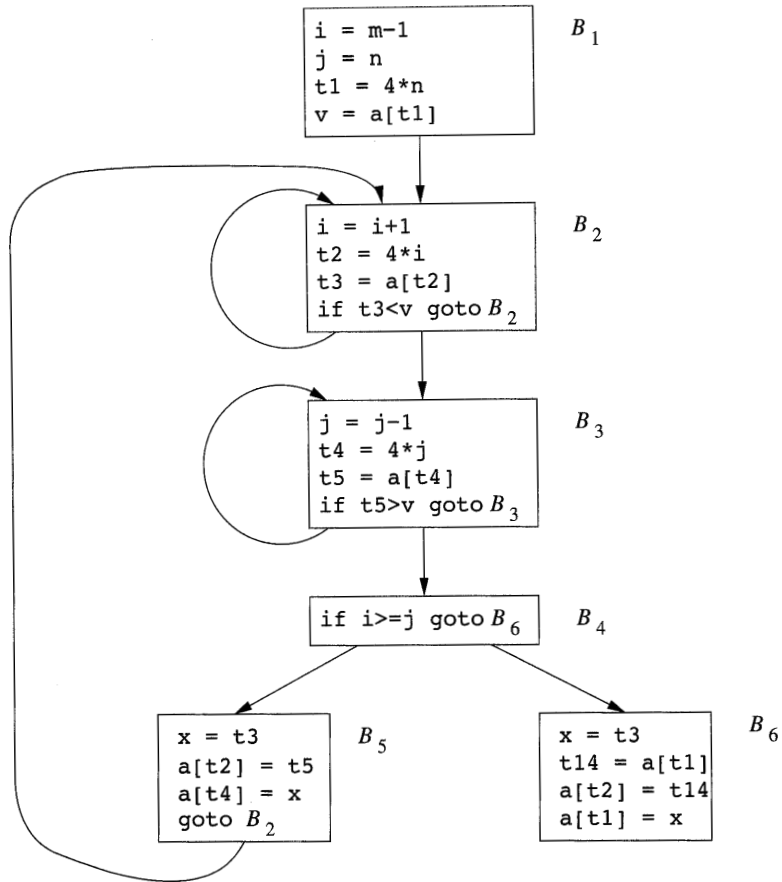 i = m-1
j = n
t1 = 4*n
v = a[t1]
B1
i = i+1
t2 = 4*i
t3 = a[t2]
if t3<v goto B2
B2
j = j-1
t4 = 4*j
t5 = a[t4]
if t5>v goto B3
B3
if i>=j goto B6
B4
x = t3
a[t2] = t5
a[t4] = x
goto B2
B5
x = t3
t14 = a[t1]
a[t2] = t14
a[t1] = x
B6